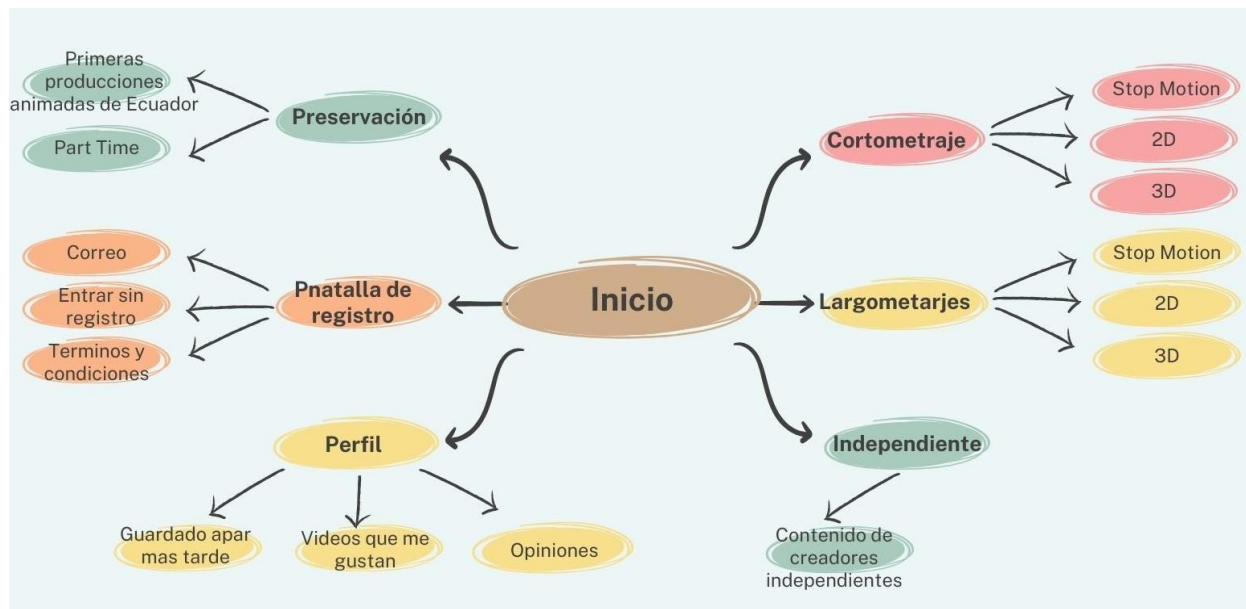 Primeras
producciones
animadas de Ecuador
Part Time
Preservación
Cortometraje
Stop Motion
2D
3D
Correo
Entrar sin
registro
Terminos y
condiciones
Pnatalla de
registro
Inicio
Largometarjes
Stop Motion
2D
3D
Perfil
Guardado apar
mas tarde
Videos que me
gustan
Opiniones
Independiente
Contenido de
creadores
independientes